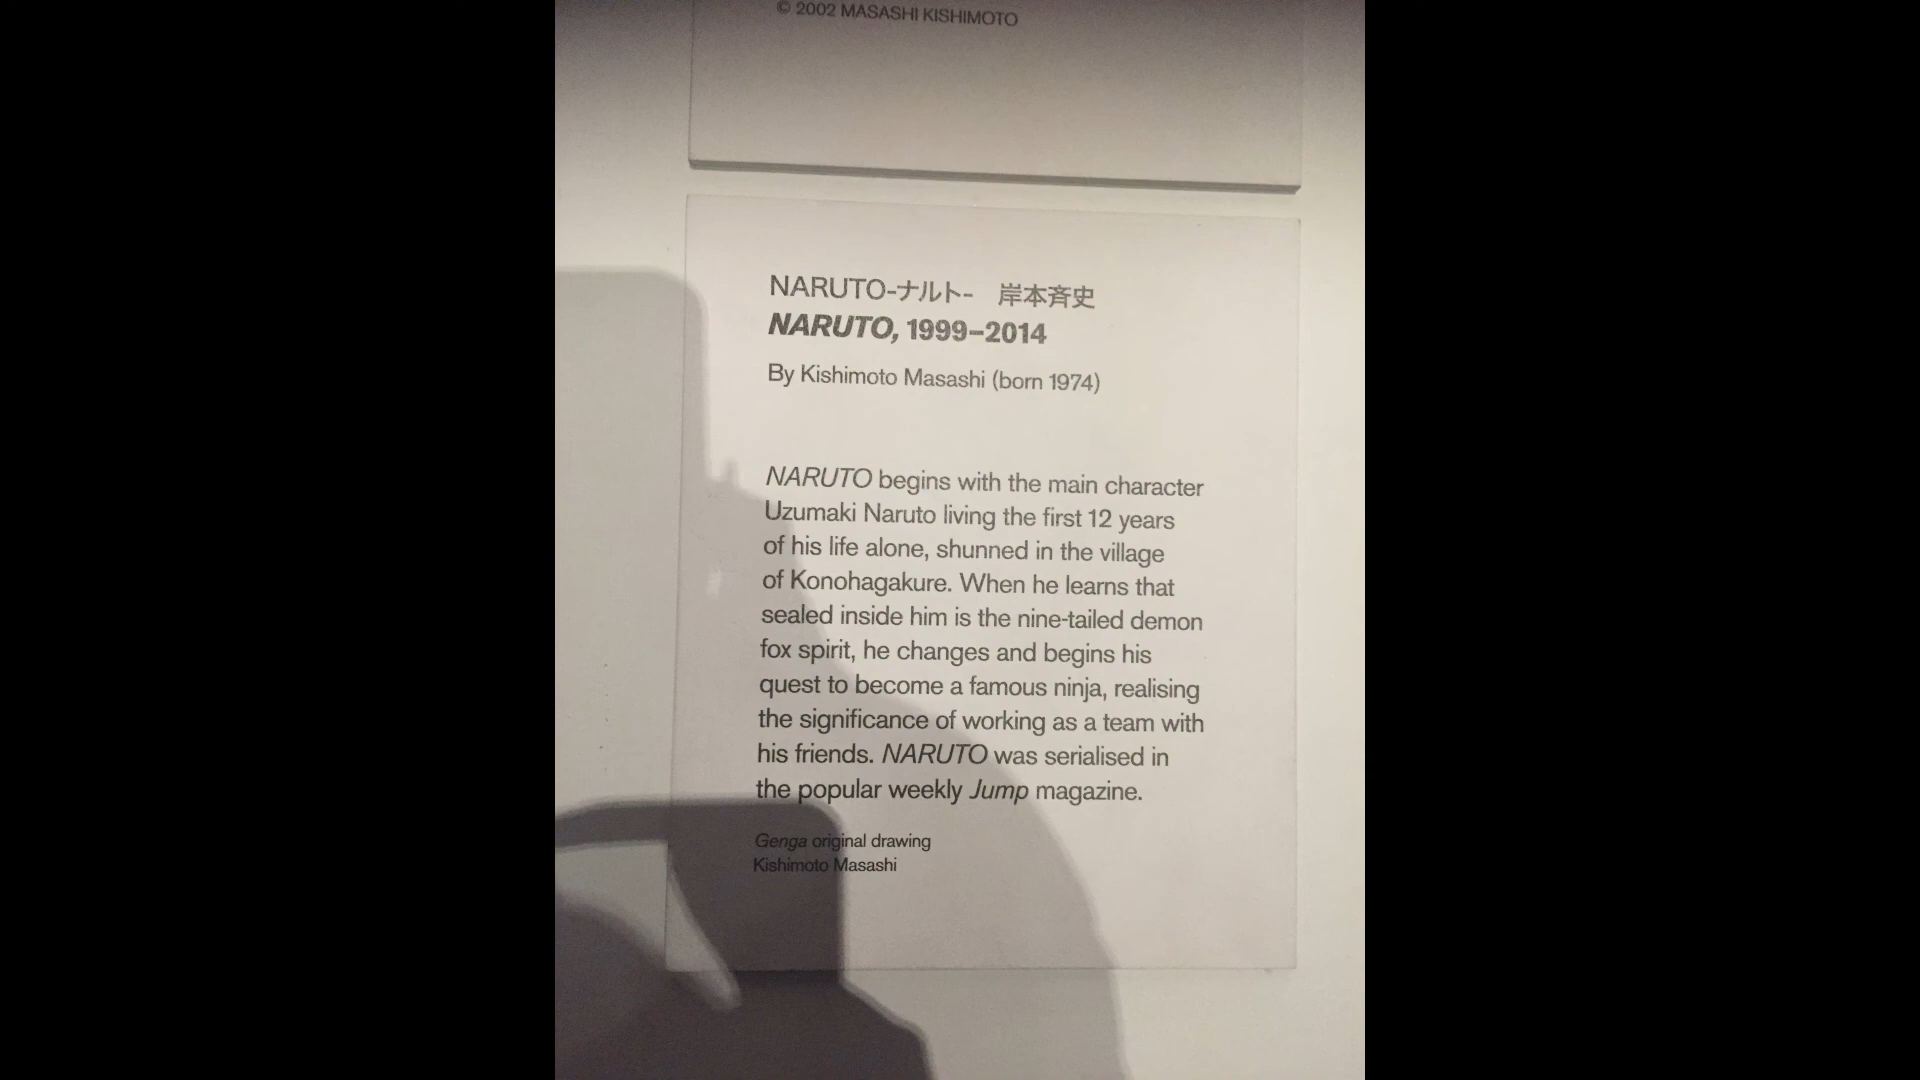 © 2002 MASASHI KISHIMOTO
NARUTO-ナルト-　岸本斉史
NARUTO, 1999–2014
By Kishimoto Masashi (born 1974)
NARUTO begins with the main character
Uzumaki Naruto living the first 12 years
of his life alone, shunned in the village
of Konohagakure. When he learns that
sealed inside him is the nine-tailed demon
fox spirit, he changes and begins his
quest to become a famous ninja, realising
the significance of working as a team with
his friends. NARUTO was serialised in
the popular weekly Jump magazine.
Genga original drawing
Kishimoto Masashi